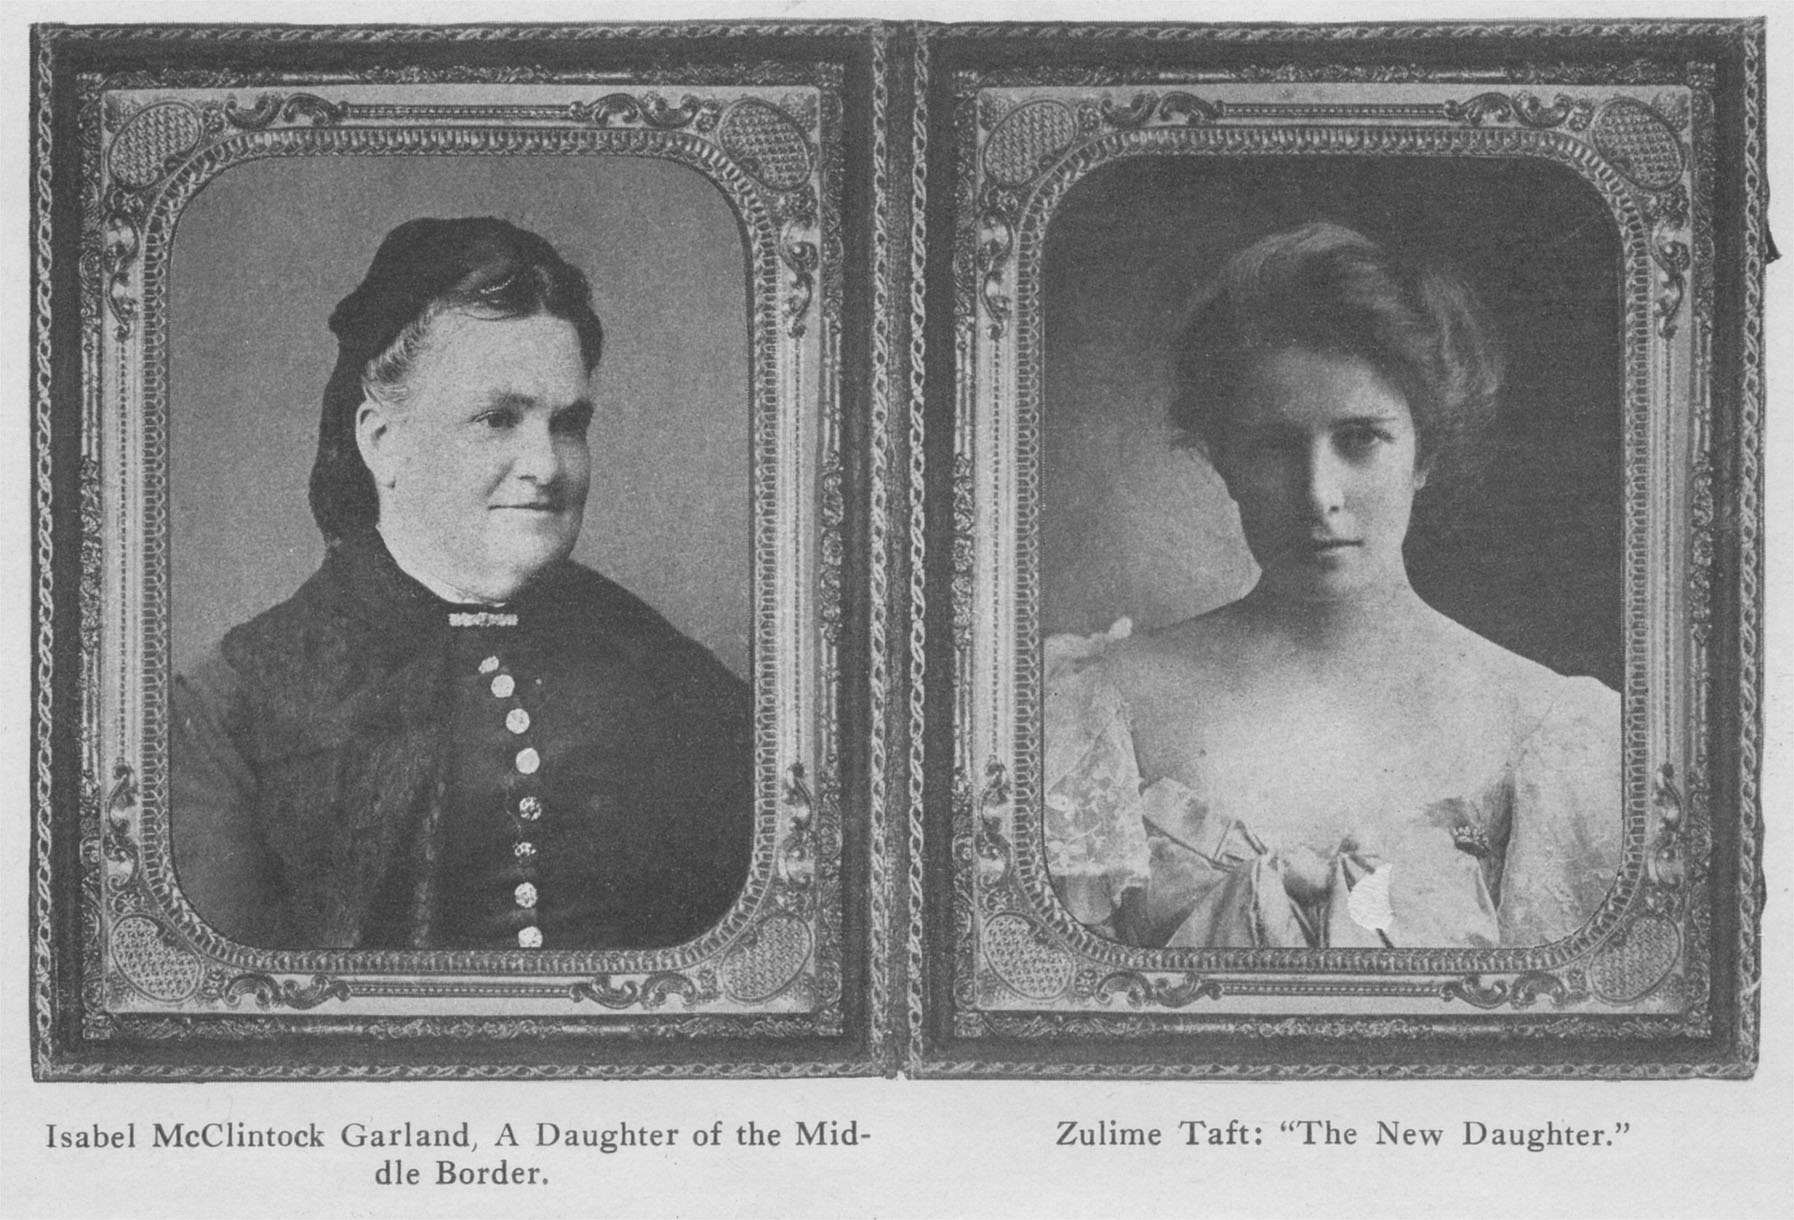 Isabel McClintock Garland, A Daughter of the Mid-
dle Border.
Zulime Taft: “The New Daughter.”